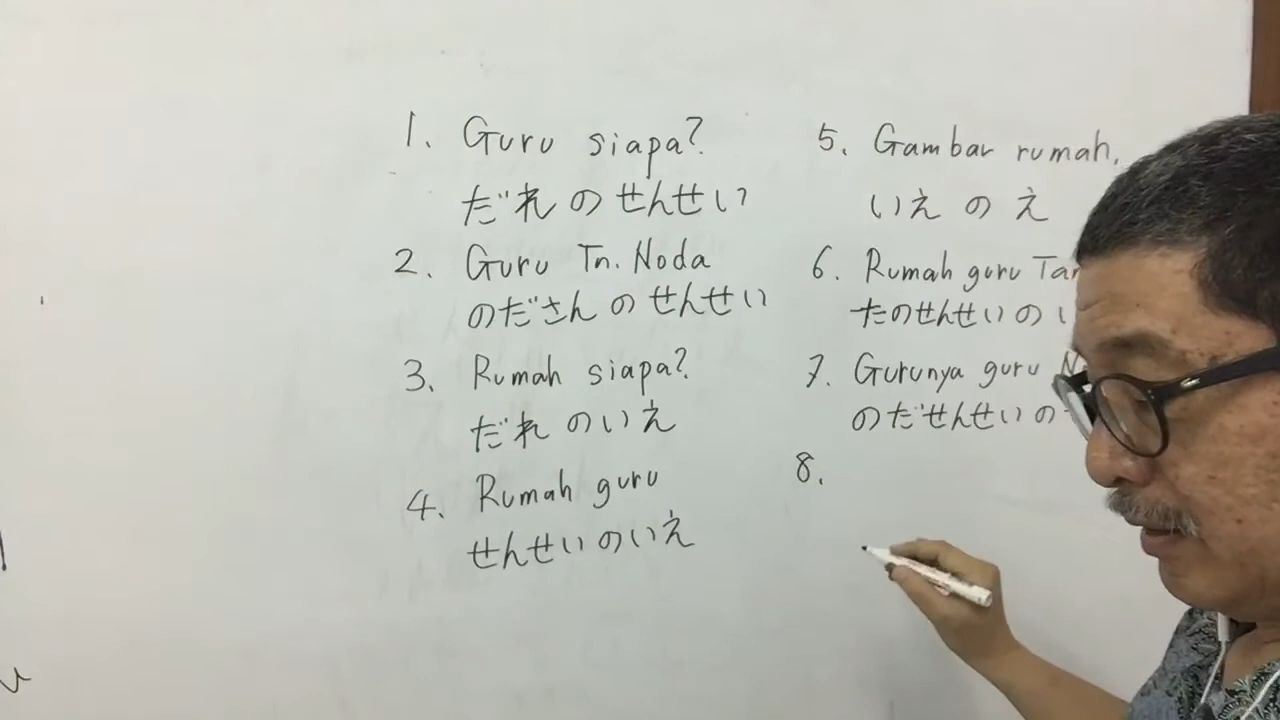 1. Guru siapa?
だれ の せんせい
2. Guru Tn. Noda
のださん の せんせい
3. Rumah siapa?
だれ のいえ
4. Rumah guru
せんせい のいえ
5. Gambar rumah.
いえ の え
6. Rumah guru
たのせんせい の
7. Gurunya guru
のだせんせい の
8.